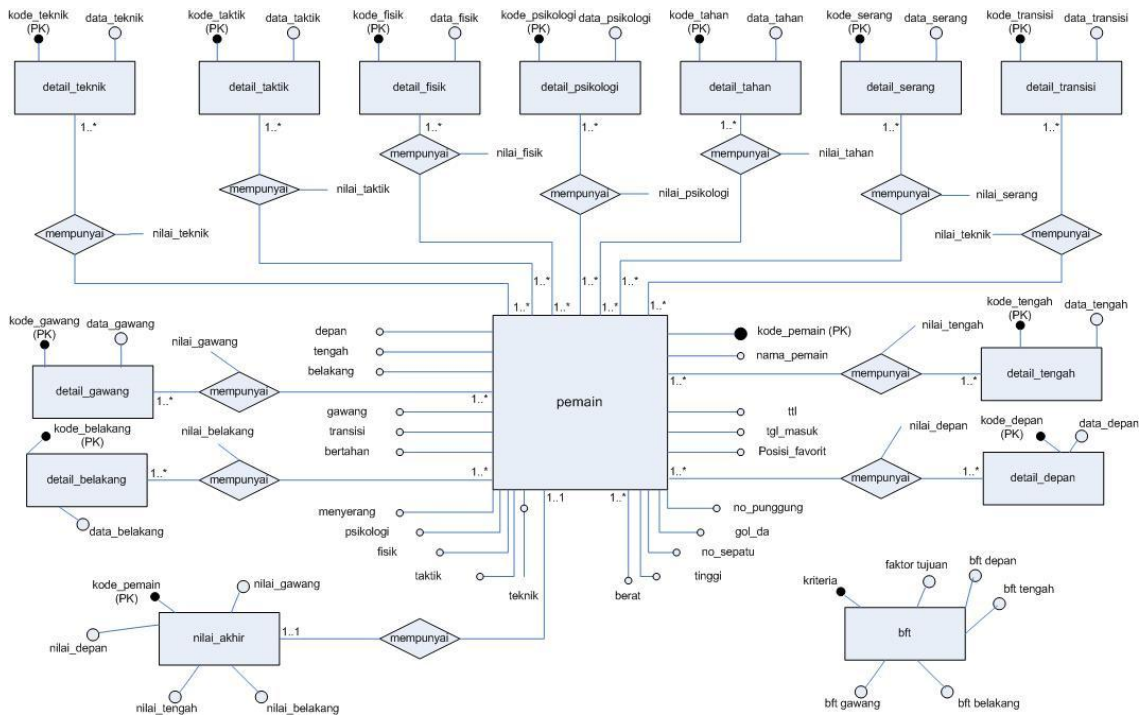 kode_teknik
(PK)
data_teknik
kode_taktik
(PK)
data_taktik
kode_fisik
(PK)
data_fisik
kode_psikologi
(PK)
data_psikologi
kode_tahan
(PK)
data_tahan
kode_serang
(PK)
data_serang
kode_transisi
(PK)
data_transisi
detail_teknik
detail_taktik
detail_fisik
detail_psikologi
detail_tahan
detail_serang
detail_transisi
1..*
1..*
1..*
1..*
1..*
1..*
1..*
mempunyai
nilai_fisik
mempunyai
nilai_tahan
mempunyai
nilai_taktik
mempunyai
nilai_psikologi
mempunyai
nilai_serang
mempunyai
nilai_teknik
nilai_teknik
mempunyai
1..*
1..*
1..*
1..*
1..*
1..*
1..*
kode_gawang
(PK)
data_gawang
nilai_gawang
detail_gawang
1..*
mempunyai
1..*
depan
tengah
belakang
gawang
transisi
bertahan
pemain
kode_pemain (PK)
nama_pemain
ttl
tgl_masuk
Posisi_favorit
nilai_tengah
kode_tengah
(PK)
data_tengah
1..*
mempunyai
1..*
detail_tengah
kode_belakang
(PK)
nilai_belakang
detail_belakang
1..*
mempunyai
1..*
data_belakang
nilai_depan
kode_depan
(PK)
data_depan
1..*
mempunyai
1..*
detail_depan
1..1
1..*
menyerang
psikologi
fisik
taktik
teknik
berat
tinggi
no_sepatu
gol_da
no_punggung
kode_pemain
(PK)
nilai_gawang
nilai_akhir
1..1
mempunyai
nilai_depan
nilai_tengah
nilai_belakang
kriteria
faktor tujuan
bft depan
bft tengah
bft
bft gawang
bft belakang